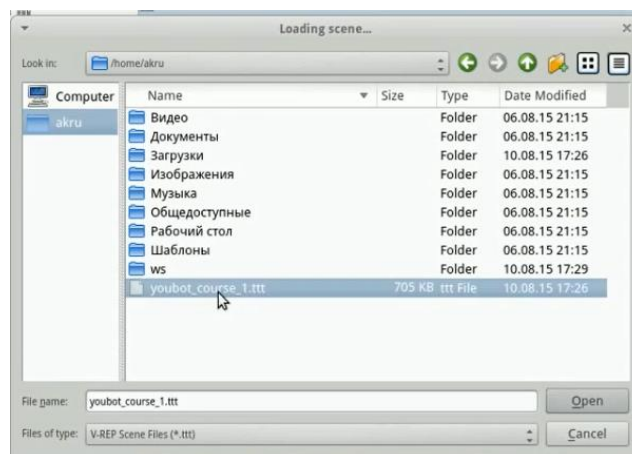 Loading scene...
Look in: /home/akru
Computer
akru
Name Size Type Date Modified
Видео Folder 06.08.15 21:15
Документы Folder 06.08.15 21:15
Загрузки Folder 10.08.15 17:26
Изображения Folder 06.08.15 21:15
Музыка Folder 06.08.15 21:15
Общедоступные Folder 06.08.15 21:15
Рабочий стол Folder 06.08.15 21:15
Шаблоны Folder 06.08.15 21:15
ws Folder 10.08.15 17:29
youbot_course_1.ttt 705 KB ttt File 10.08.15 17:26
File name: youbot_course_1.ttt Open
Files of type: V-REP Scene Files (*.ttt) Cancel